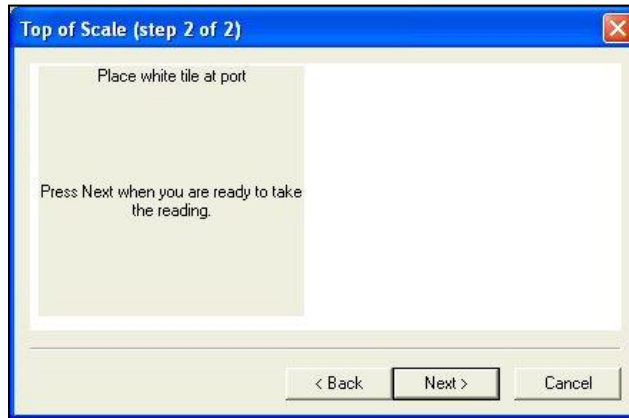 Top of Scale (step 2 of 2)
Place white tile at port
Press Next when you are ready to take
the reading.
< Back
Next >
Cancel